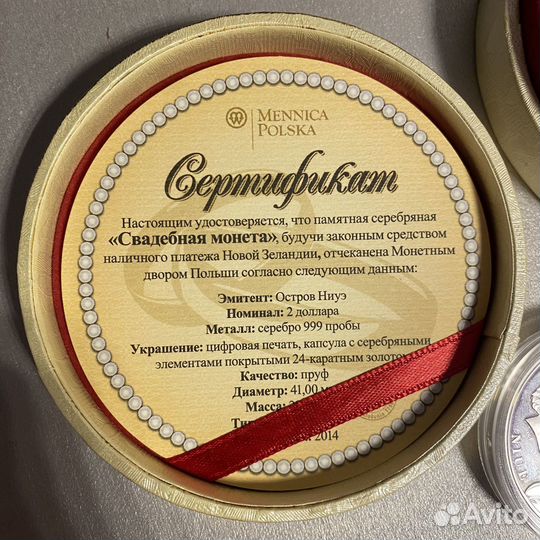 MENNICA
POLSKA
Сертификат
Настоящим удостоверяется, что памятная серебряная
«Свадебная монета», будучи законным средством
наличного платежа Новой Зеландии, отчеканена Монетным
двором Польши согласно следующим данным:
Эмитент: Остров Ниуэ
Номинал: 2 доллара
Металл: серебро 999 пробы
Украшение: цифровая печать, капсула с серебряными
элементами покрытыми 24-каратным золотом
Качество: пруф
Диаметр: 41,00
Масса:
2014
Avito